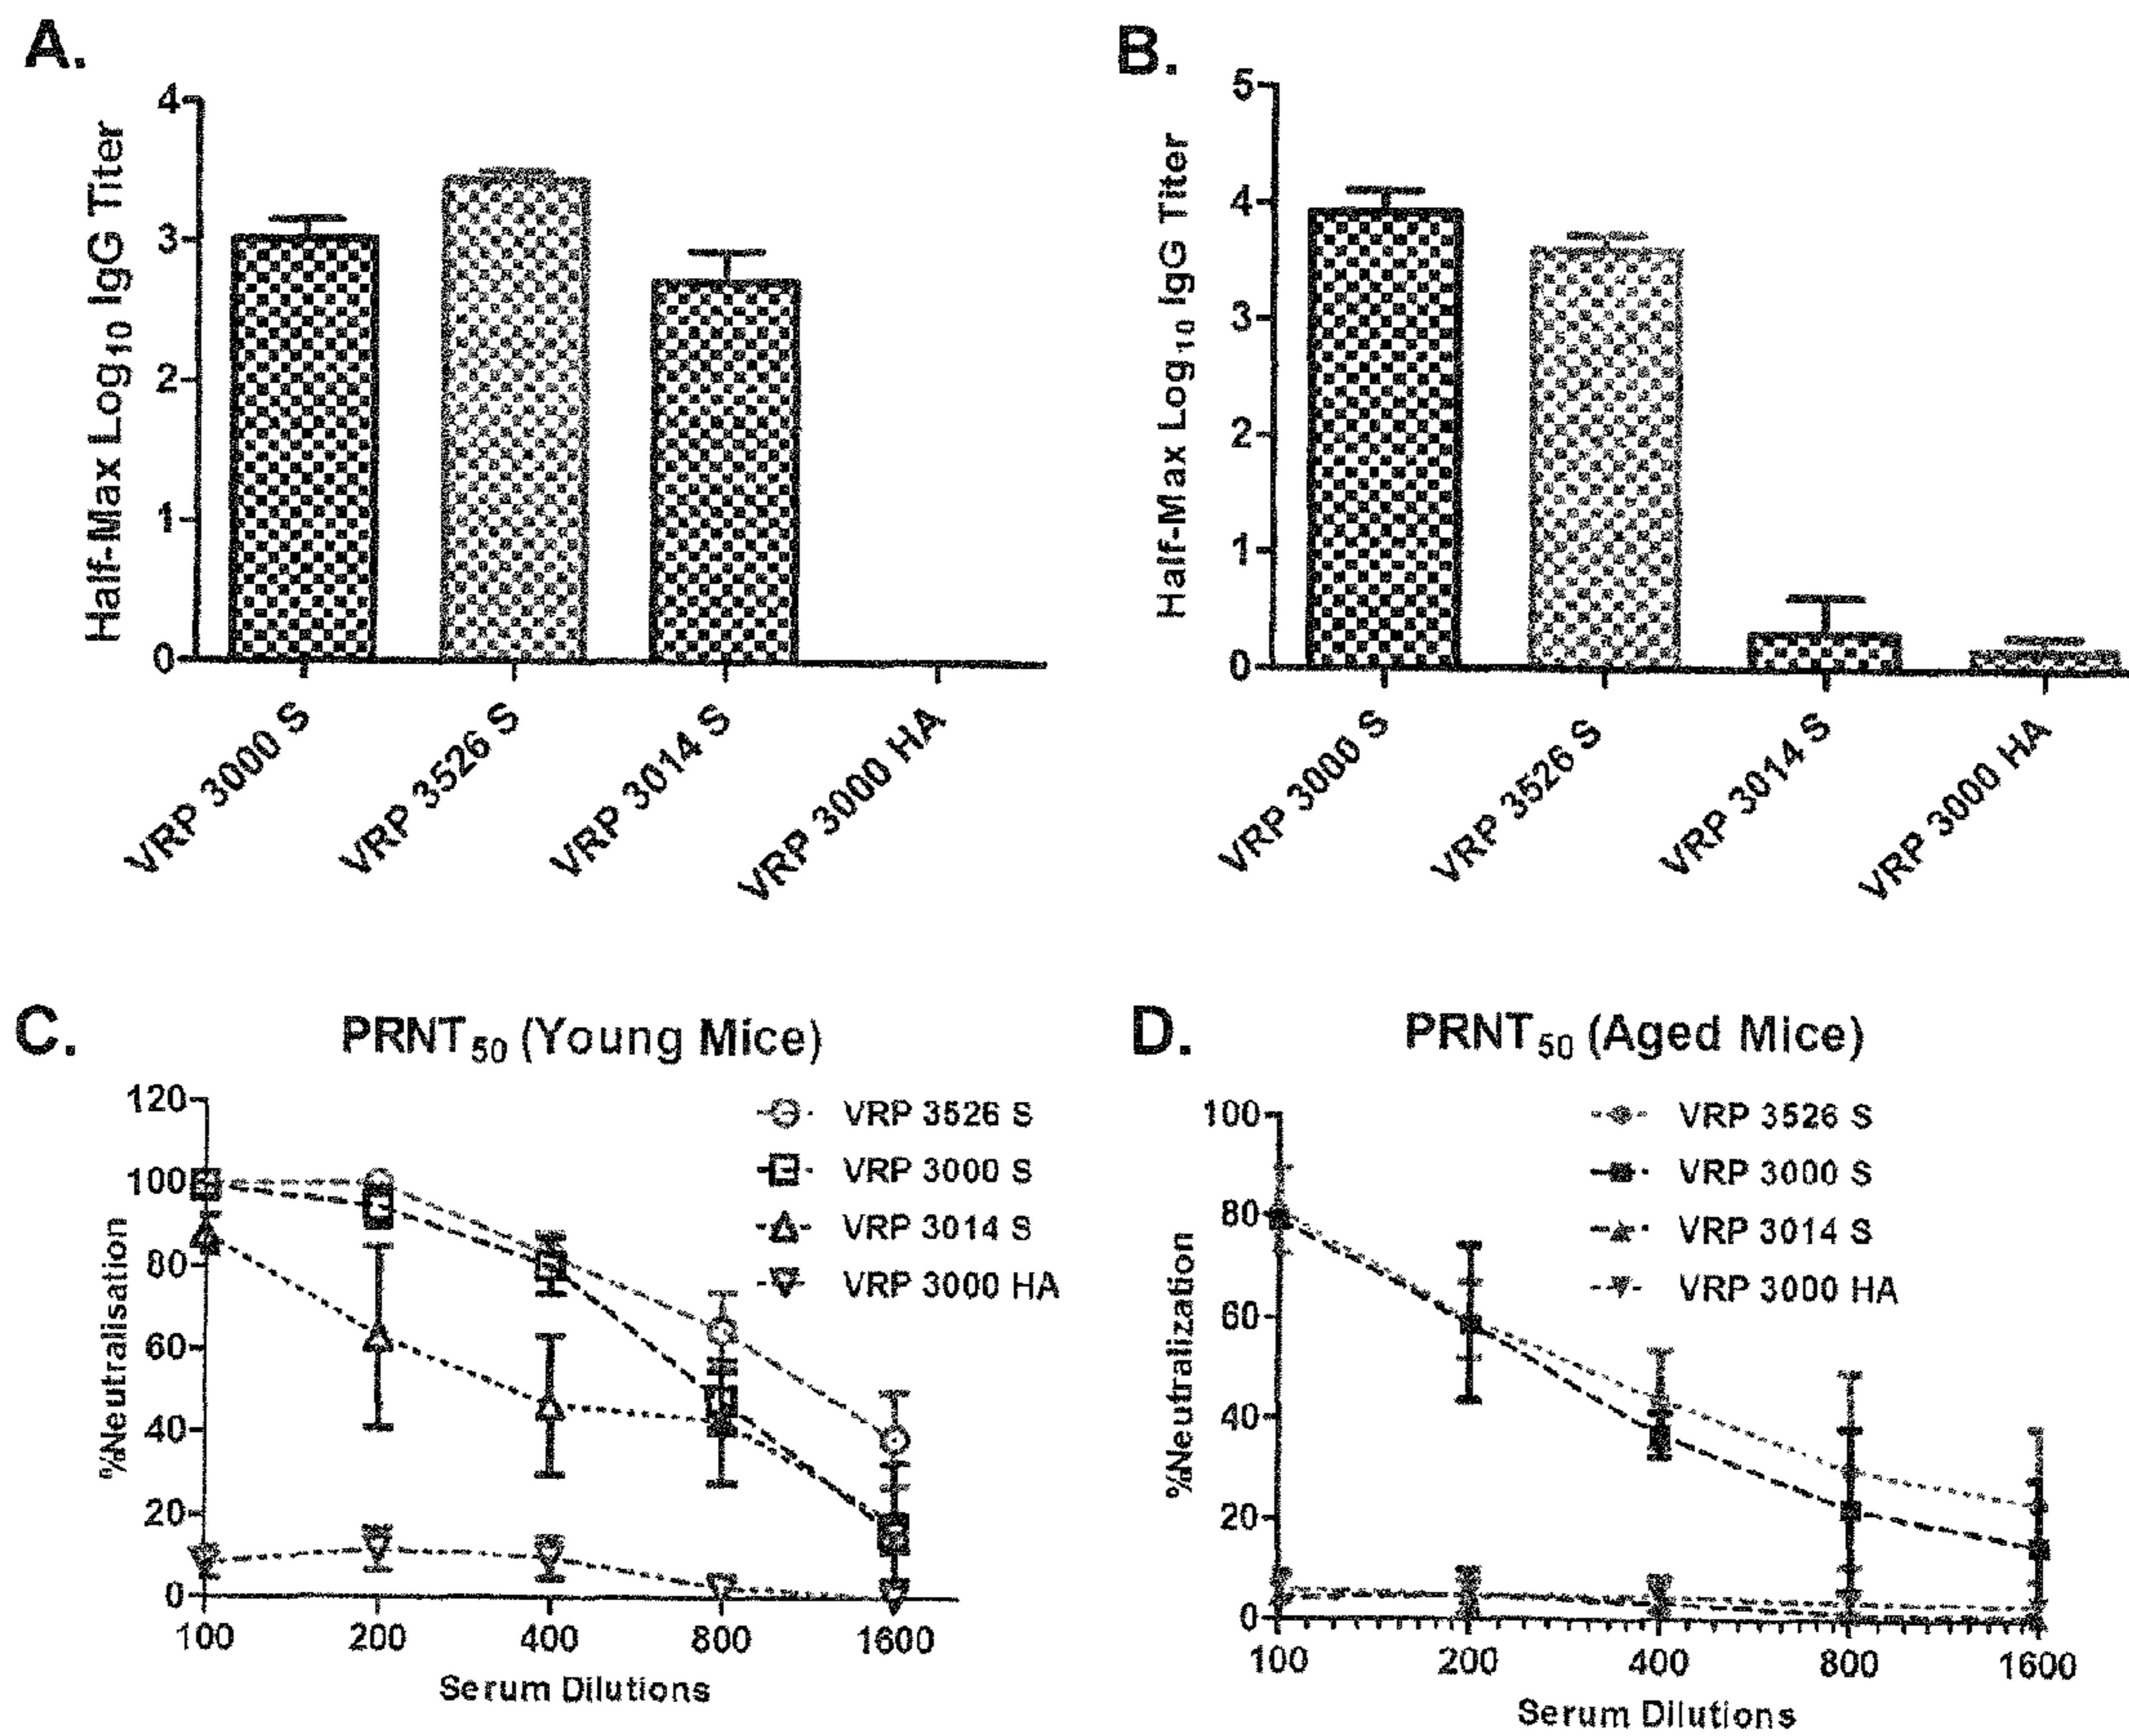 A.
Half-Max Log10 IgG Titer
4
3
2
1
0
VRP 3000 S
VRP 3526 S
VRP 3014 S
VRP 3000 HA
B.
Half-Max Log10 IgG Titer
5
4
3
2
1
0
VRP 3000 S
VRP 3526 S
VRP 3014 S
VRP 3000 HA
C.
PRNT50 (Young Mice)
%Neutralisation
120
100
80
60
40
20
0
100 200 400 800 1600
Serum Dilutions
VRP 3526 S
VRP 3000 S
VRP 3014 S
VRP 3000 HA
D.
PRNT50 (Aged Mice)
%Neutralization
100
80
60
40
20
0
100 200 400 800 1600
Serum Dilutions
VRP 3526 S
VRP 3000 S
VRP 3014 S
VRP 3000 HA